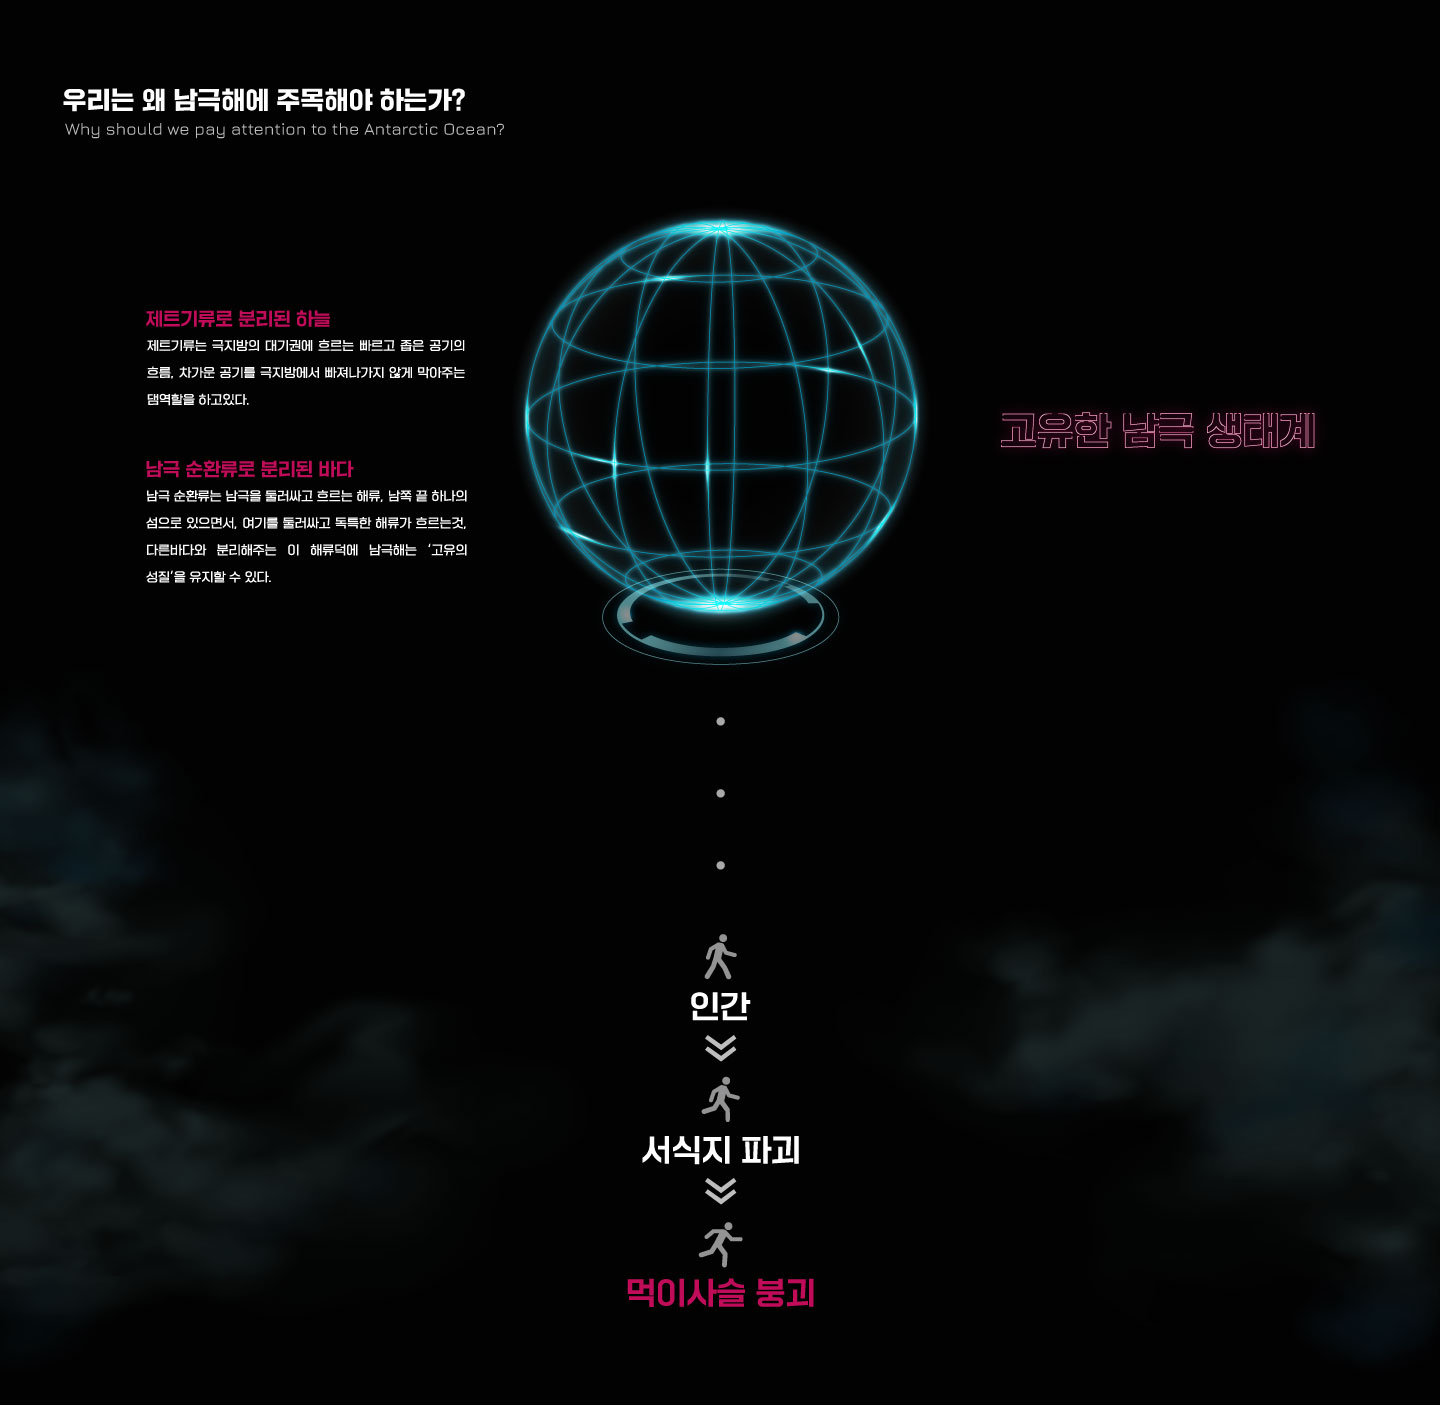 우리는 왜 남극해에 주목해야 하는가?
Why should we pay attention to the Antarctic Ocean?
제트기류로 분리된 하늘
제트기류는 극지방의 대기권에 흐르는 빠르고 좁은 공기의
흐름, 차가운 공기를 극지방에서 빠져나가지 않게 막아주는
댐역할을 하고있다.
남극 순환류로 분리된 바다
남극 순환류는 남극을 둘러싸고 흐르는 해류, 남쪽 끝 하나의
섬으로 있으면서, 여기를 둘러싸고 독특한 해류가 흐르는것,
다른바다와 분리해주는 이 해류덕에 남극해는 ‘고유의
성질’을 유지할 수 있다.
고유한 남극 생태계
인간
서식지 파괴
먹이사슬 붕괴